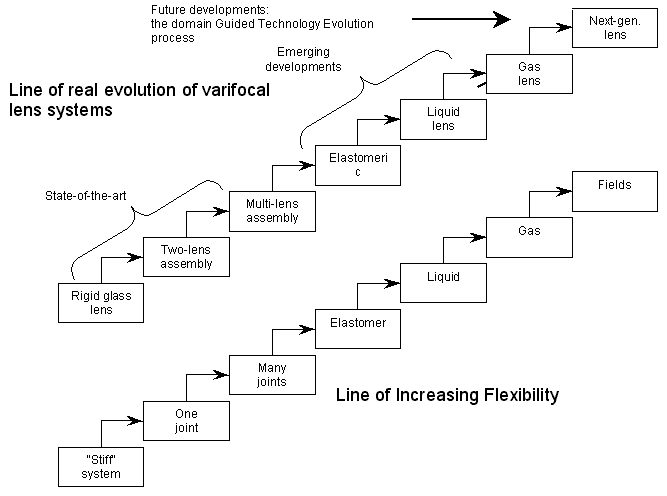 Future developments:
the domain Guided Technology Evolution
process
Next-gen.
lens
Emerging
developments
Gas
lens
Line of real evolution of varifocal
lens systems
Liquid
lens
Elastomeri
c
State-of-the-art
Multi-lens
assembly
Two-lens
assembly
Rigid glass
lens
Fields
Gas
Liquid
Elastomer
Many
joints
Line of Increasing Flexibility
One
joint
"Stiff"
system